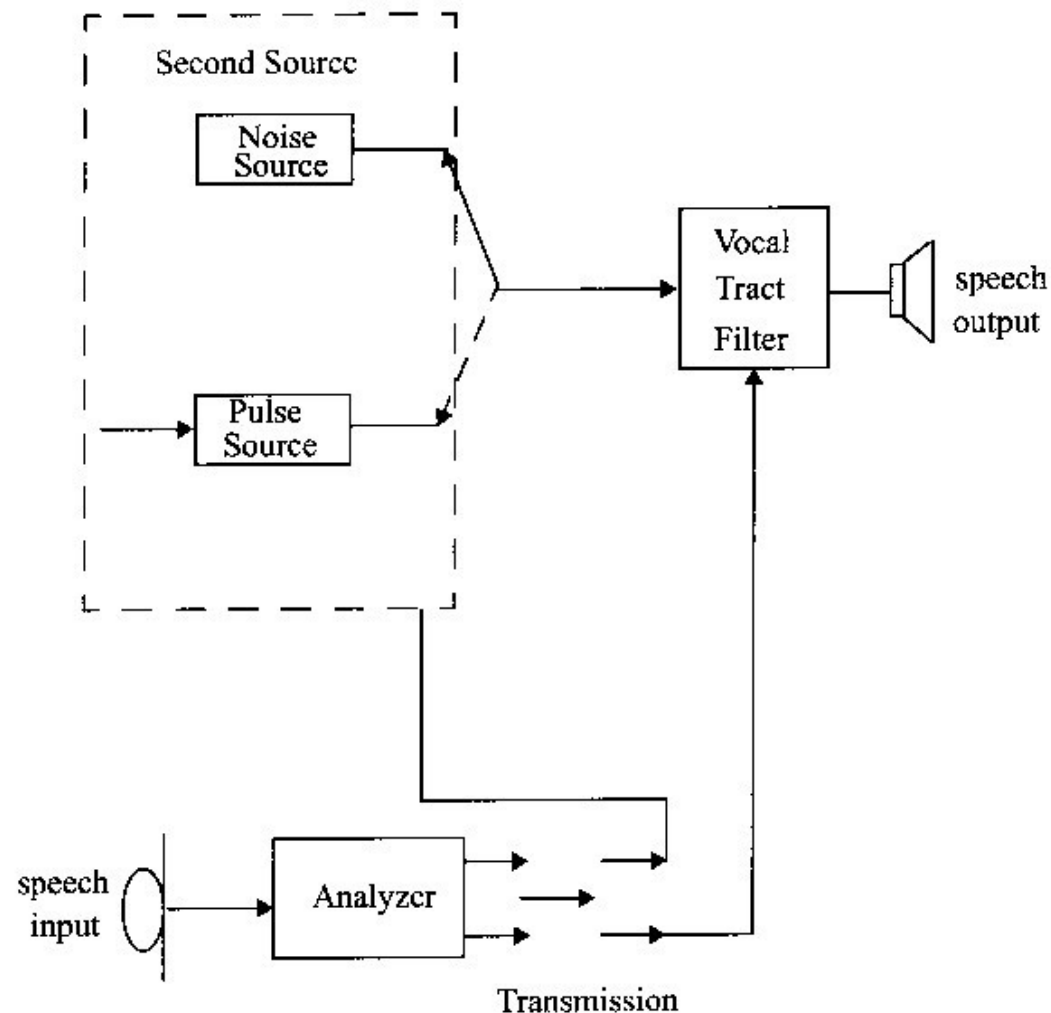 Second Source
Noise
Source
Vocal
Tract
Filter
speech
output
Pulse
Source
speech
input
Analyzer
Transmission